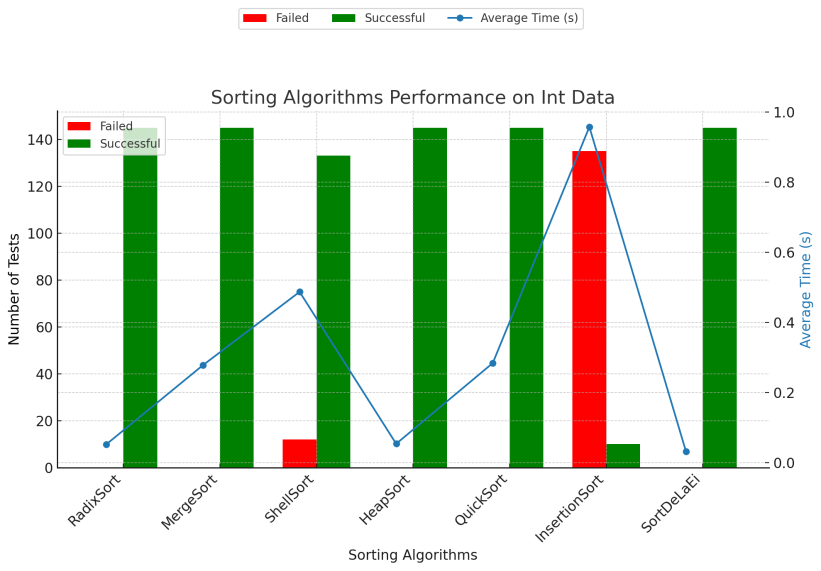 Failed Successful Average Time (s)
Sorting Algorithms Performance on Int Data
Failed
Successful
Number of Tests
140
120
100
80
60
40
20
0
1.0
0.8
0.6
0.4
0.2
0.0
Average Time (s)
RadixSort
MergeSort
ShellSort
HeapSort
QuickSort
InsertionSort
SortDeLaEi
Sorting Algorithms